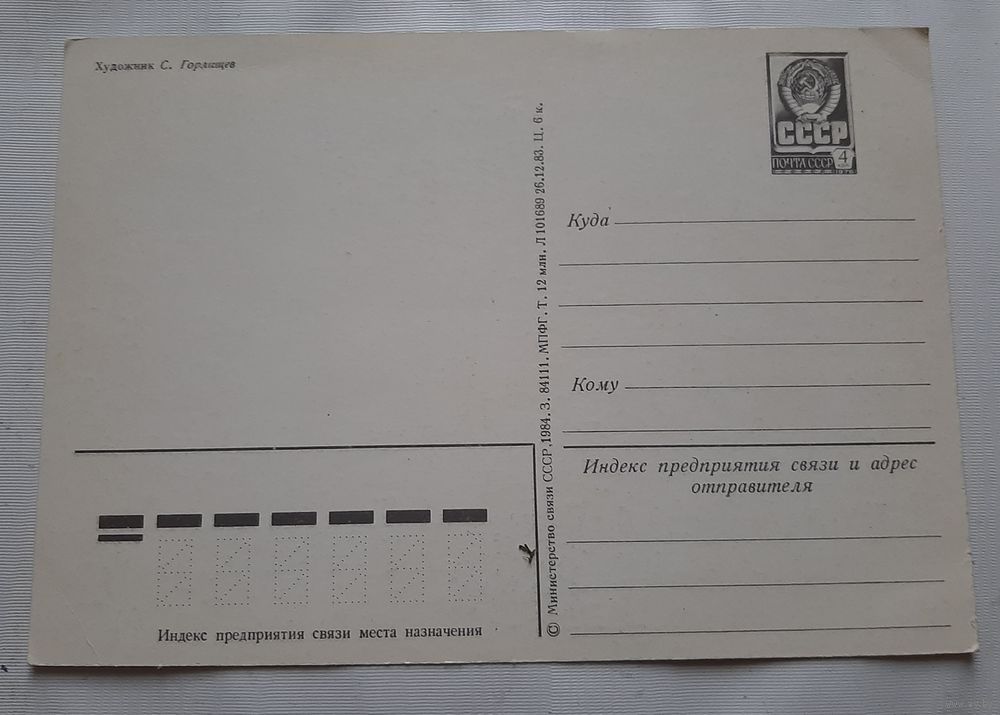 Художник С. Горлищев
СССР
ПОЧТА СССР 4
1976
Куда
Кому
Индекс предприятия связи и адрес
отправителя
© Министерство связи СССР, 1984. З. 84111. МПФГ. Т. 12 млн. Л 101689 26.12.83. Ц. 6 к.
Индекс предприятия связи места назначения